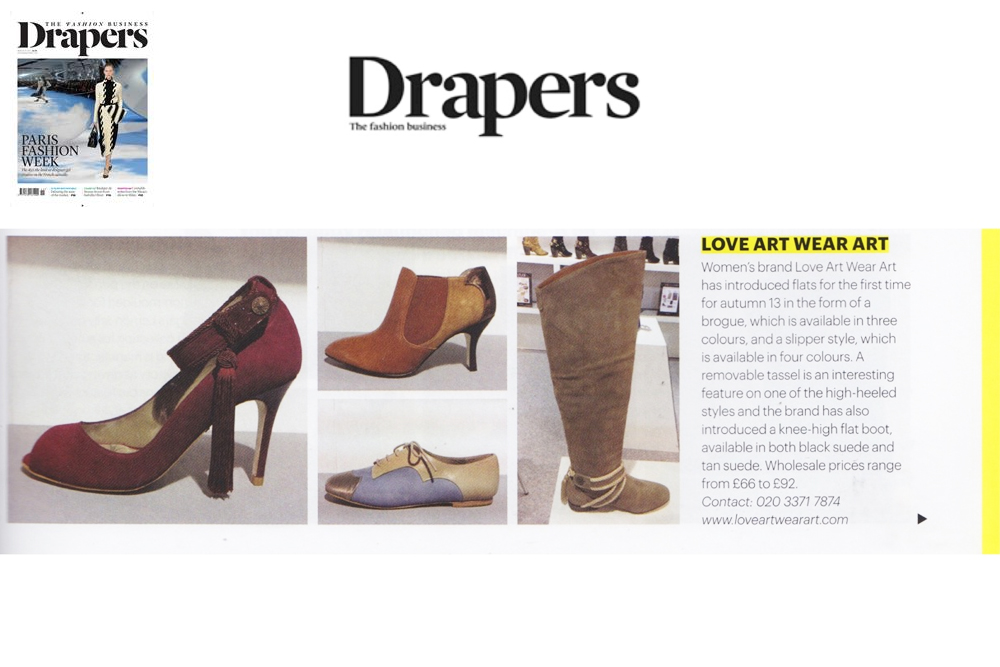 THE FASHION BUSINESS
Drapers
PARIS
FASHION
WEEK
Drapers
The fashion business
LOVE ART WEAR ART
Women's brand Love Art Wear Art
has introduced flats for the first time
for autumn 13 in the form of a
brogue, which is available in three
colours, and a slipper style, which
is available in four colours. A
removable tassel is an interesting
feature on one of the high-heeled
styles and the brand has also
introduced a knee-high flat boot,
available in both black suede and
tan suede. Wholesale prices range
from £66 to £92.
Contact: 020 3371 7874
www.loveartwearart.com